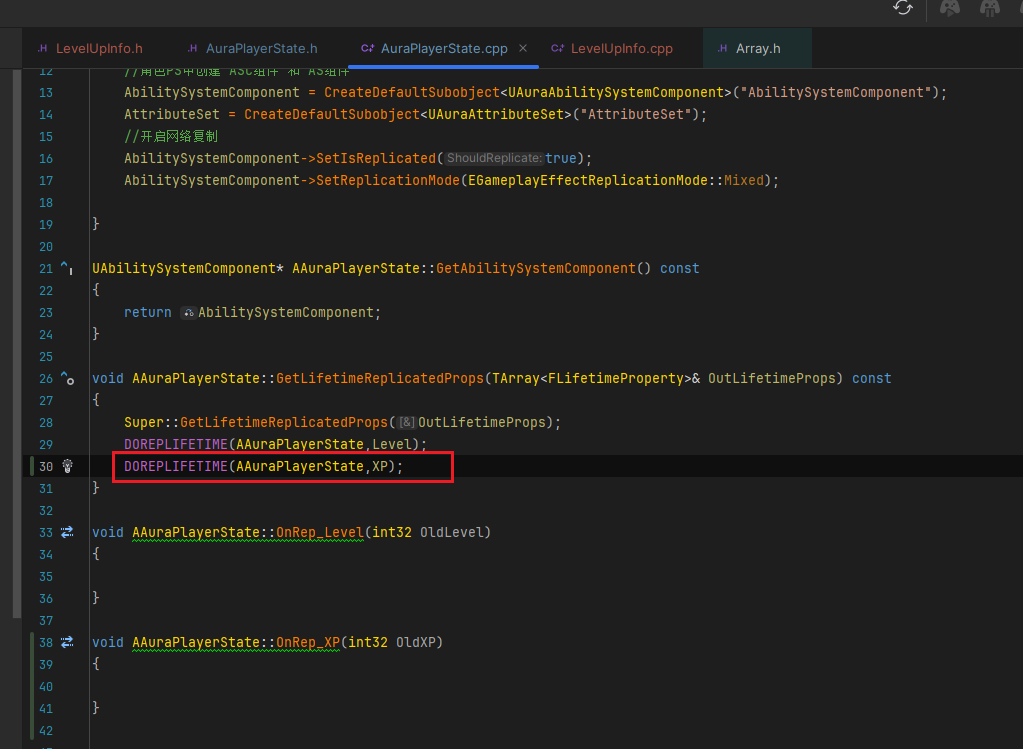 LevelUpInfo.h AuraPlayerState.h AuraPlayerState.cpp LevelUpInfo.cpp Array.h
12 //角色PS中创建 ASC组件 和 AS组件
13 AbilitySystemComponent = CreateDefaultSubobject<UAuraAbilitySystemComponent>("AbilitySystemComponent");
14 AttributeSet = CreateDefaultSubobject<UAuraAttributeSet>("AttributeSet");
15 //开启网络复制
16 AbilitySystemComponent->SetIsReplicated(ShouldReplicate:true);
17 AbilitySystemComponent->SetReplicationMode(EGameplayEffectReplicationMode::Mixed);
18
19 }
20
21 UAbilitySystemComponent* AAuraPlayerState::GetAbilitySystemComponent() const
22 {
23 return AbilitySystemComponent;
24 }
25
26 void AAuraPlayerState::GetLifetimeReplicatedProps(TArray<FLifetimeProperty>& OutLifetimeProps) const
27 {
28 Super::GetLifetimeReplicatedProps([&]OutLifetimeProps);
29 DOREPLIFETIME(AAuraPlayerState,Level);
30 DOREPLIFETIME(AAuraPlayerState,XP);
31 }
32
33 void AAuraPlayerState::OnRep_Level(int32 OldLevel)
34 {
35
36 }
37
38 void AAuraPlayerState::OnRep_XP(int32 OldXP)
39 {
40
41 }
42